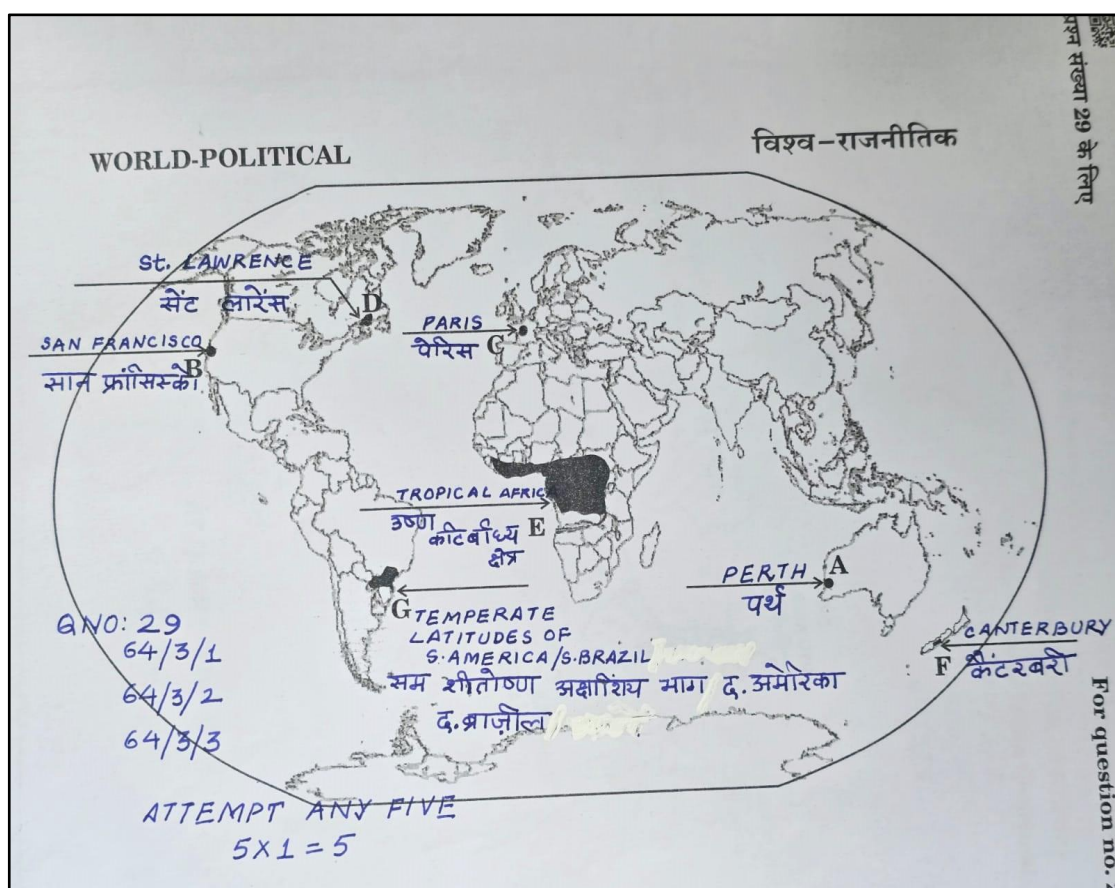 प्रश्न संख्या 29 के लिए
WORLD-POLITICAL
विश्व-राजनीतिक
St. LAWRENCE
सेंट लारेंस
D
SAN FRANCISCO
B
सान फ्रांसिस्को
PARIS
C
पेरिस
TROPICAL AFRICA
E
उष्ण
कटिबंधिय
क्षेत्र
PERTH
A
पर्थ
CANTERBURY
F
कैंटरबरी
G
TEMPERATE
LATITUDES OF
S.AMERICA/S.BRAZIL
सम शीतोष्ण अक्षांशिय भाग द. अमेरिका
द. ब्राज़ील
QNO: 29
64/3/1
64/3/2
64/3/3
ATTEMPT ANY FIVE
5 X 1 = 5
For question no.